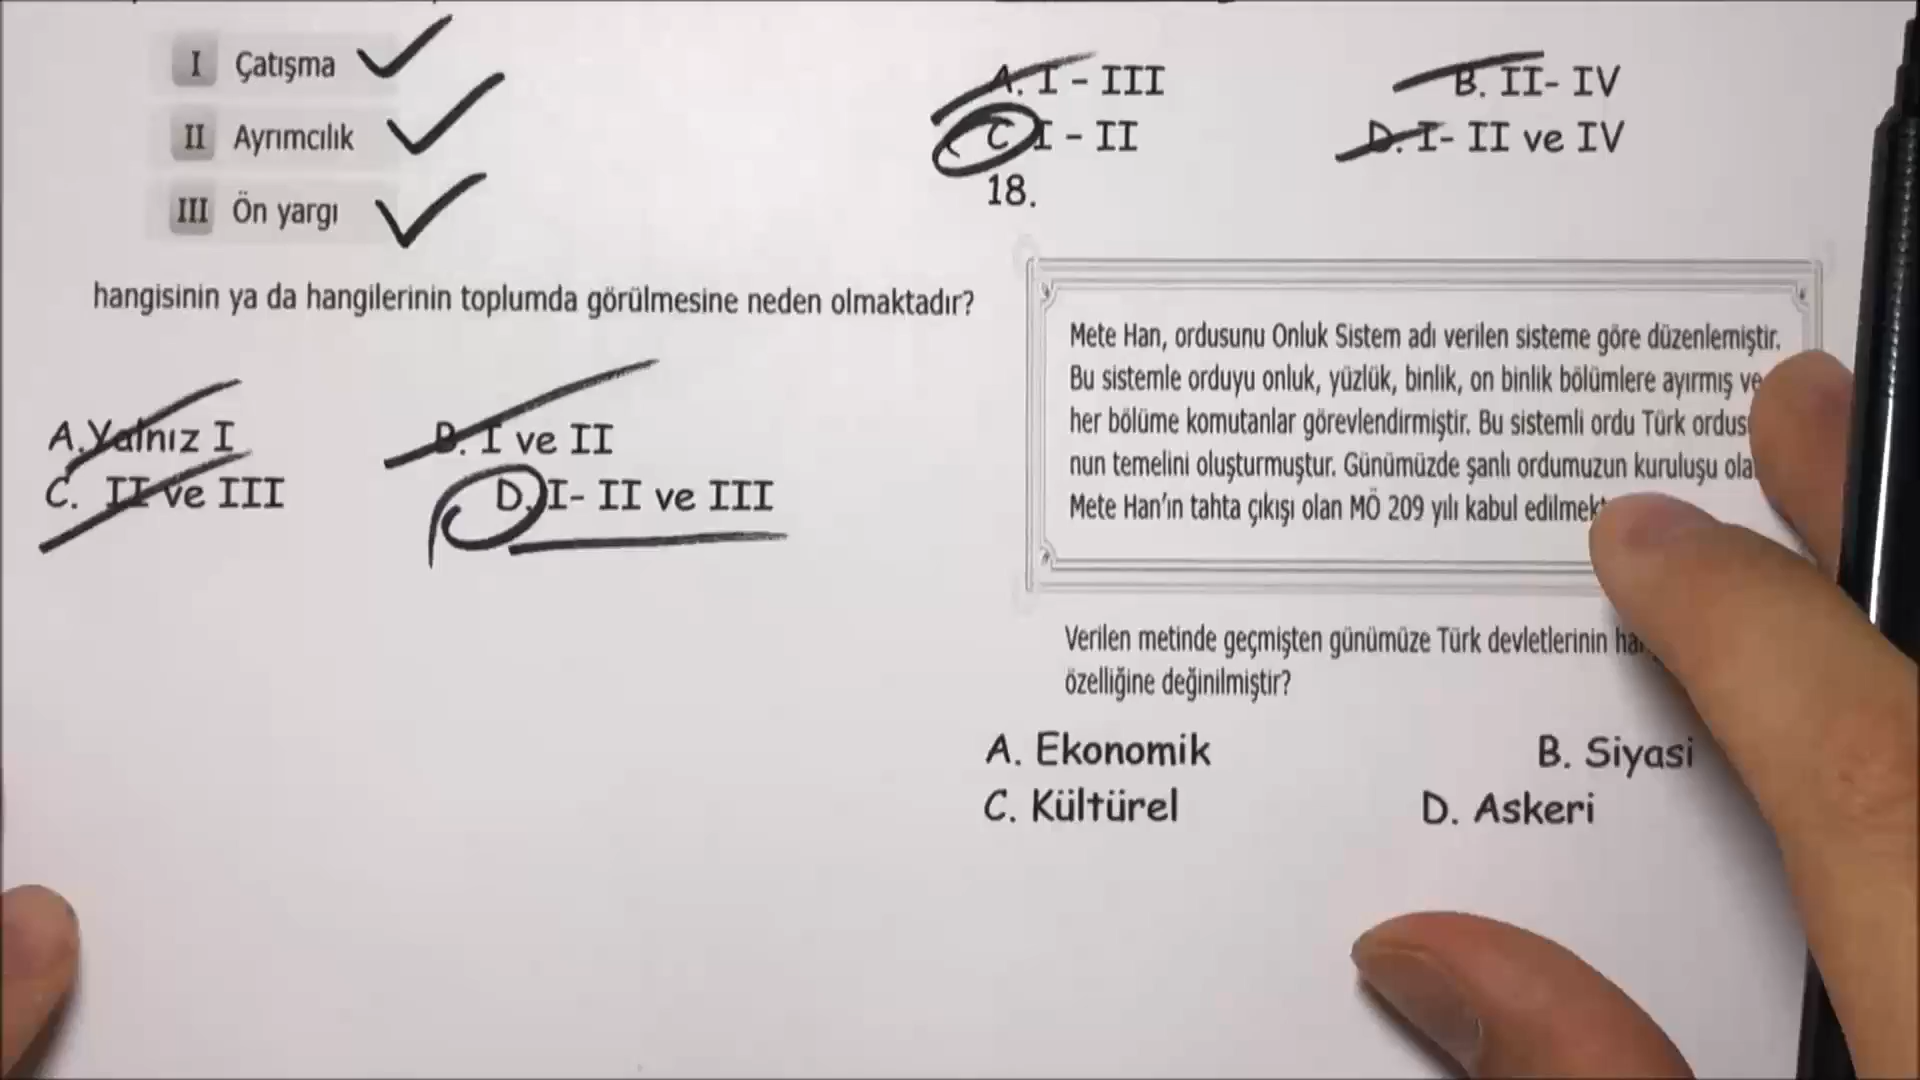 I Çatışma
II Ayrımcılık
III Ön yargı
hangisinin ya da hangilerinin toplumda görülmesine neden olmaktadır?
A.Yalnız I
B. I ve II
C. II ve III
D. I- II ve III
A. I - III
B. II- IV
C I - II
D. I- II ve IV
18.
Mete Han, ordusunu Onluk Sistem adı verilen sisteme göre düzenlemiştir.
Bu sistemle orduyu onluk, yüzlük, binlik, on binlik bölümlere ayırmış ve
her bölüme komutanlar görevlendirmiştir. Bu sistemli ordu Türk ordusu
nun temelini oluşturmuştur. Günümüzde şanlı ordumuzun kuruluşu
Mete Han'ın tahta çıkışı olan MÖ 209 yılı kabul
Verilen metinde geçmişten günümüze Türk devletlerinin
özelliğine değinilmiştir?
A. Ekonomik
B. Siyasi
C. Kültürel
D. Askeri